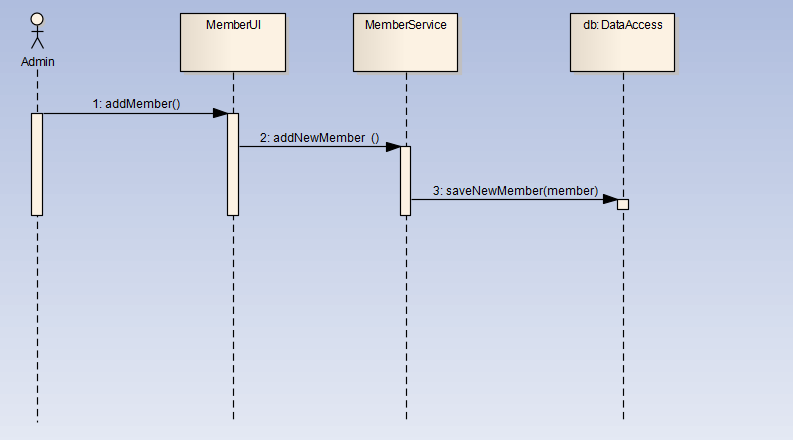 MemberUI
MemberService
db:DataAccess
Admin
1: addMember()
2: addNewMember ()
3: saveNewMember(member)